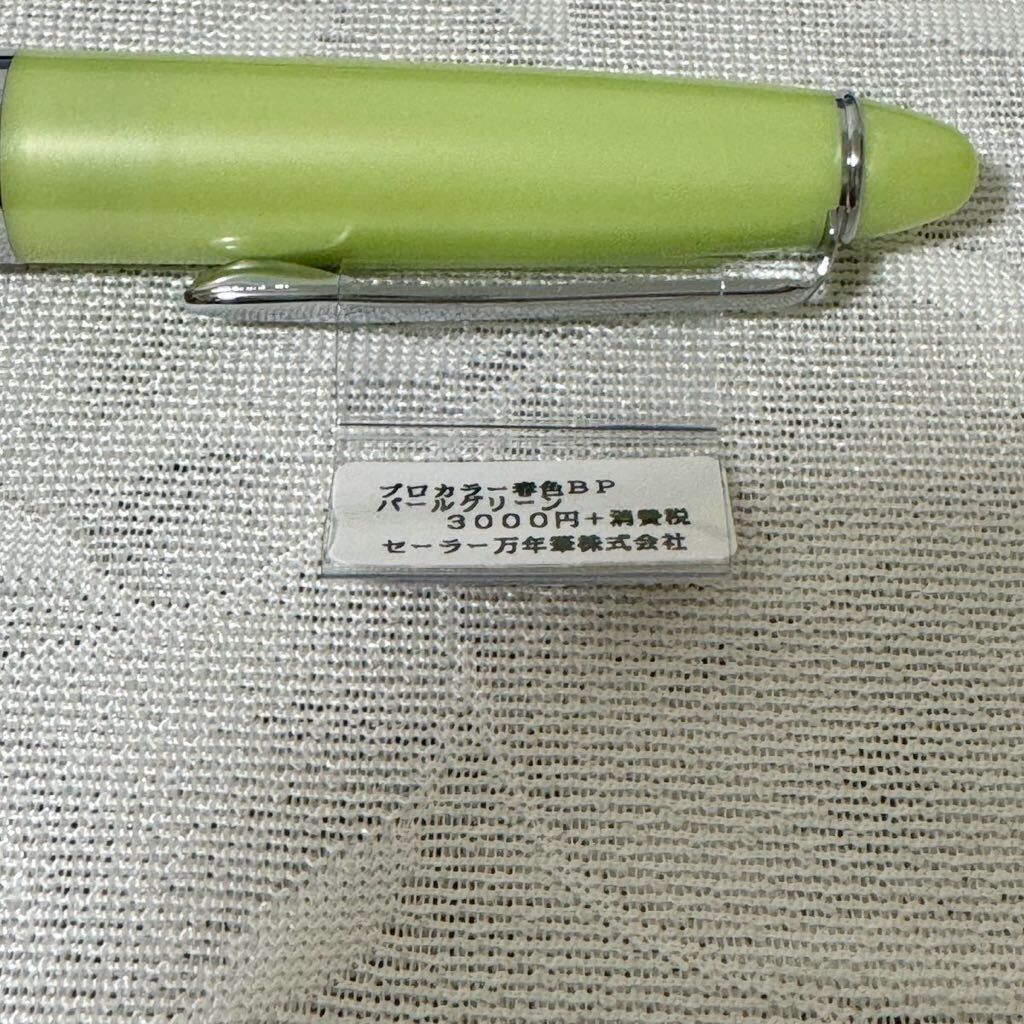 プロカラー春色BP
パールグリーン
3000円+消費税
セーラー万年筆株式会社